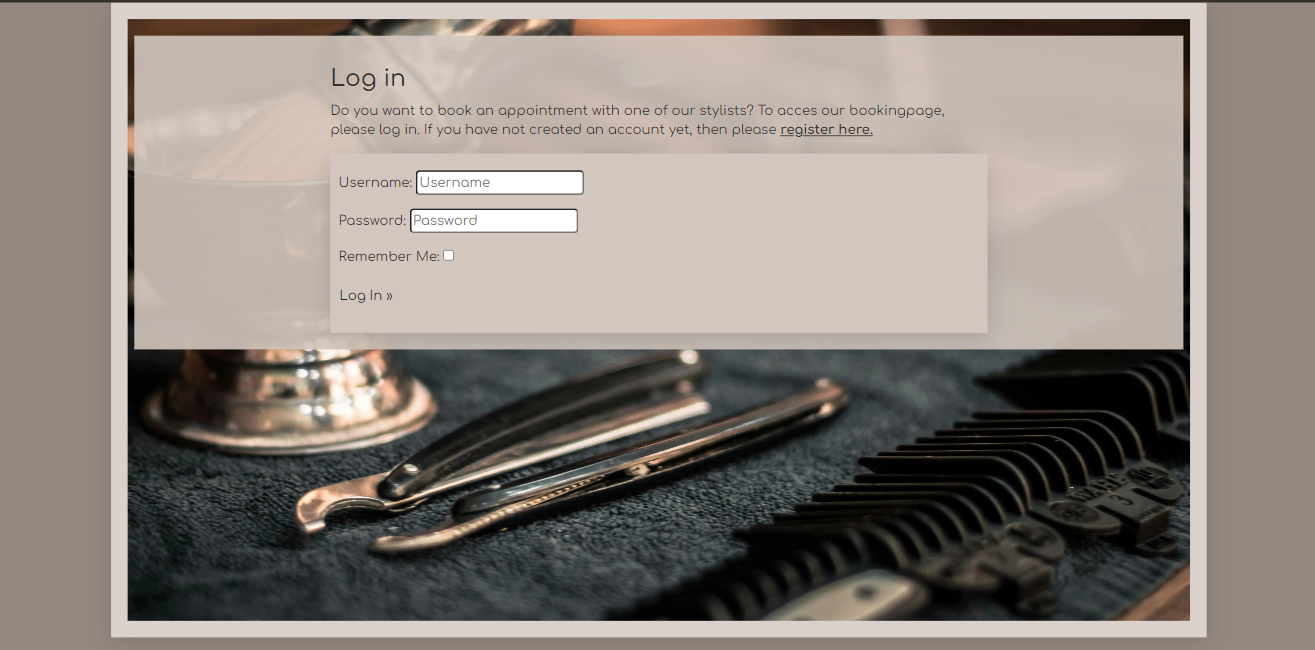 Log in
Do you want to book an appointment with one of our stylists? To acces our bookingpage,
please log in. If you have not created an account yet, then please register here.
Username: Username
Password: Password
Remember Me:
Log In »
3